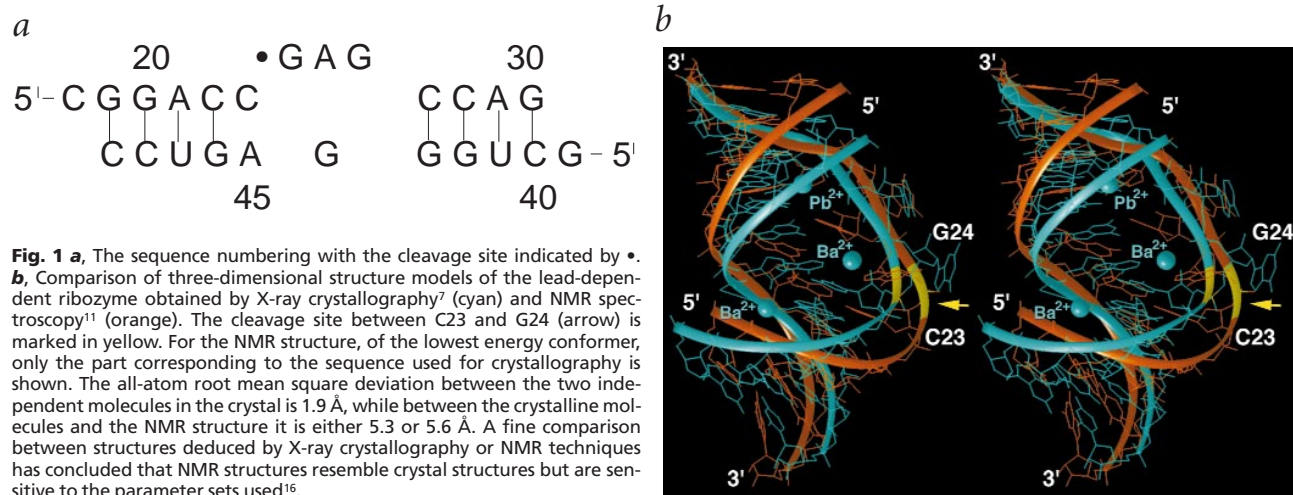 a
20 • G A G 30
5'– C G G A C C C C A G
C C U G A G G G U C G – 5'
45 40
Fig. 1 a, The sequence numbering with the cleavage site indicated by •.
b, Comparison of three-dimensional structure models of the lead-depen-
dent ribozyme obtained by X-ray crystallography7 (cyan) and NMR spec-
troscopy11 (orange). The cleavage site between C23 and G24 (arrow) is
marked in yellow. For the NMR structure, of the lowest energy conformer,
only the part corresponding to the sequence used for crystallography is
shown. The all-atom root mean square deviation between the two inde-
pendent molecules in the crystal is 1.9 Å, while between the crystalline mol-
ecules and the NMR structure it is either 5.3 or 5.6 Å. A fine comparison
between structures deduced by X-ray crystallography or NMR techniques
has concluded that NMR structures resemble crystal structures but are sen-
sitive to the parameter sets used16.
b
3' 3'
5' 5'
Pb2+ Pb2+
G24 G24
Ba2+ Ba2+
5' 5'
Ba2+ Ba2+
C23 C23
3' 3'